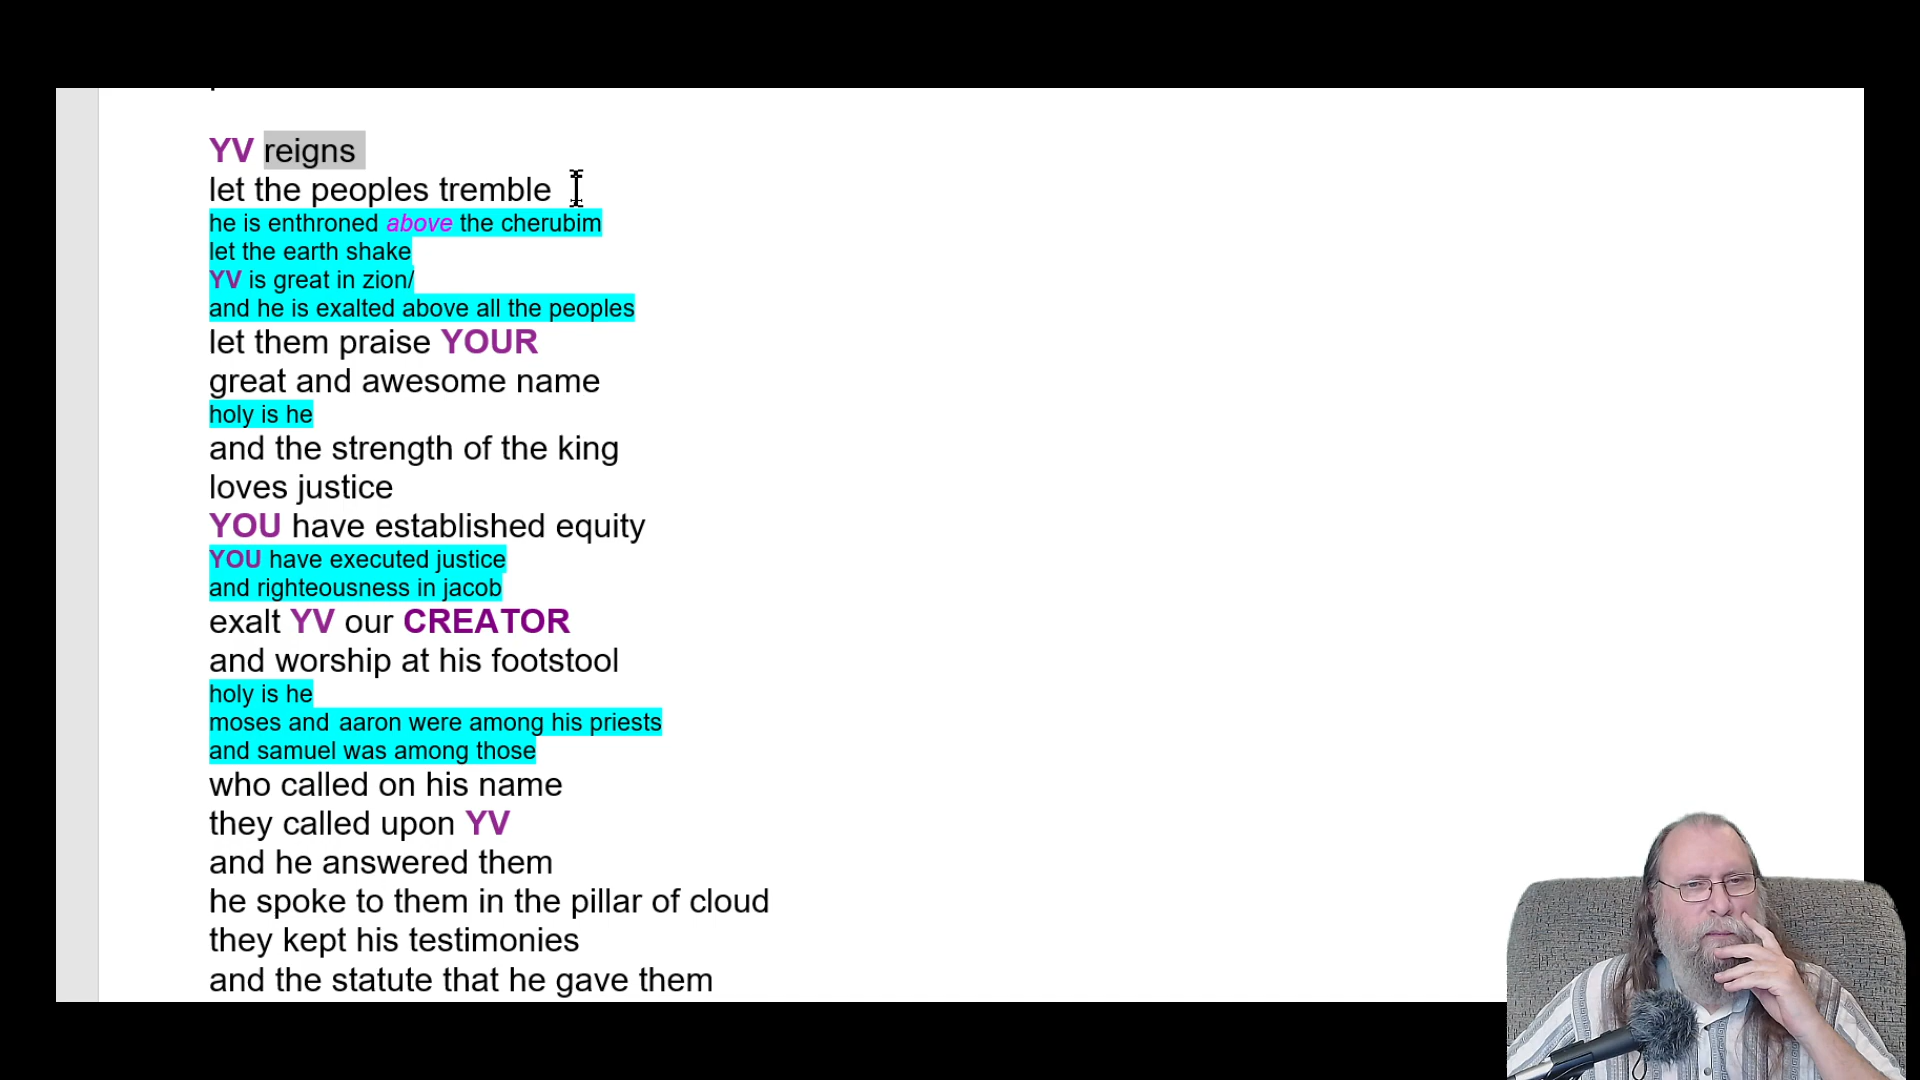 YV reigns
let the peoples tremble
he is enthroned above the cherubim
let the earth shake
YV is great in zion/
and he is exalted above all the peoples
let them praise YOUR
great and awesome name
holy is he
and the strength of the king
loves justice
YOU have established equity
YOU have executed justice
and righteousness in jacob
exalt YV our CREATOR
and worship at his footstool
holy is he
moses and aaron were among his priests
and samuel was among those
who called on his name
they called upon YV
and he answered them
he spoke to them in the pillar of cloud
they kept his testimonies
and the statute that he gave them